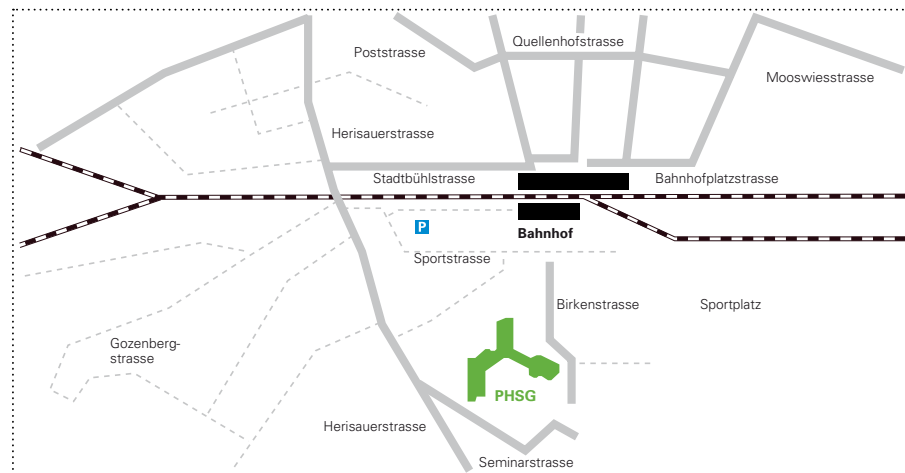 Quellenhofstrasse
Poststrasse
Mooswiesstrasse
Herisauerstrasse
Stadtbühlstrasse
Bahnhofplatzstrasse
P
Bahnhof
Sportstrasse
Birkenstrasse
Sportplatz
Gozenberg-
strasse
PHSG
Herisauerstrasse
Seminarstrasse